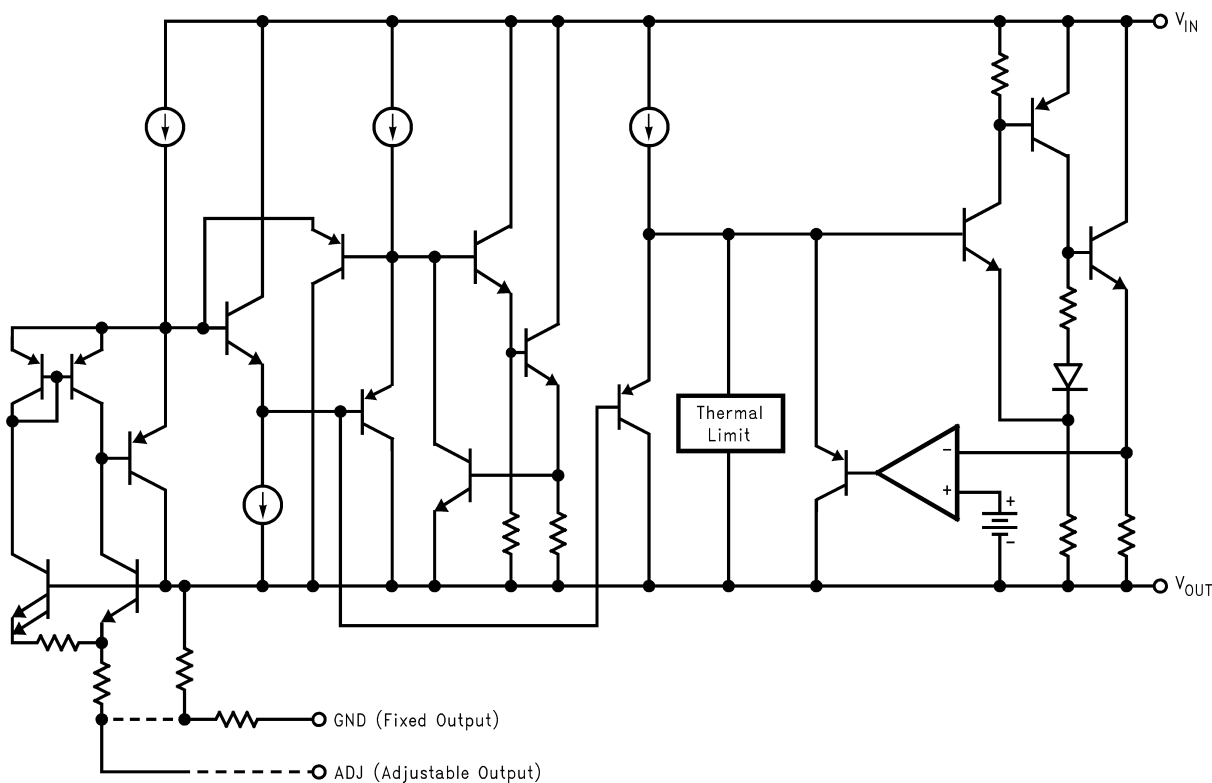 V_IN
Thermal
Limit
−
+
+
−
V_OUT
GND (Fixed Output)
ADJ (Adjustable Output)